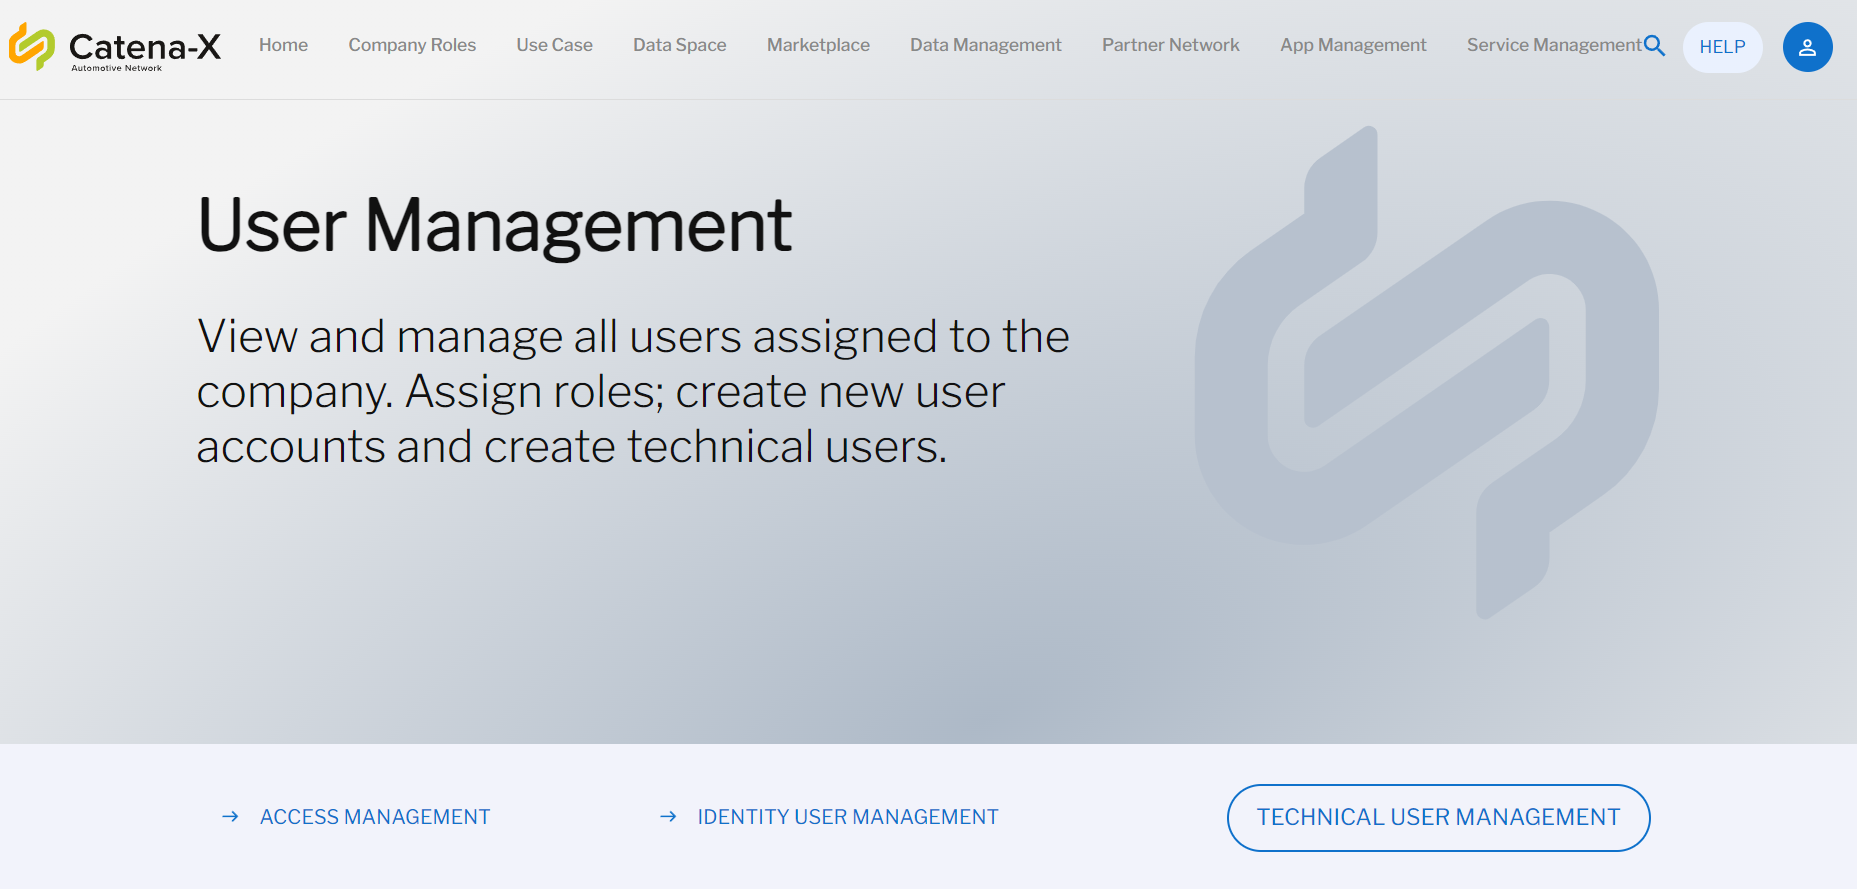 Catena-X
Automotive Network
Home
Company Roles
Use Case
Data Space
Marketplace
Data Management
Partner Network
App Management
Service Management
HELP
User Management
View and manage all users assigned to the
company. Assign roles; create new user
accounts and create technical users.
ACCESS MANAGEMENT
IDENTITY USER MANAGEMENT
TECHNICAL USER MANAGEMENT